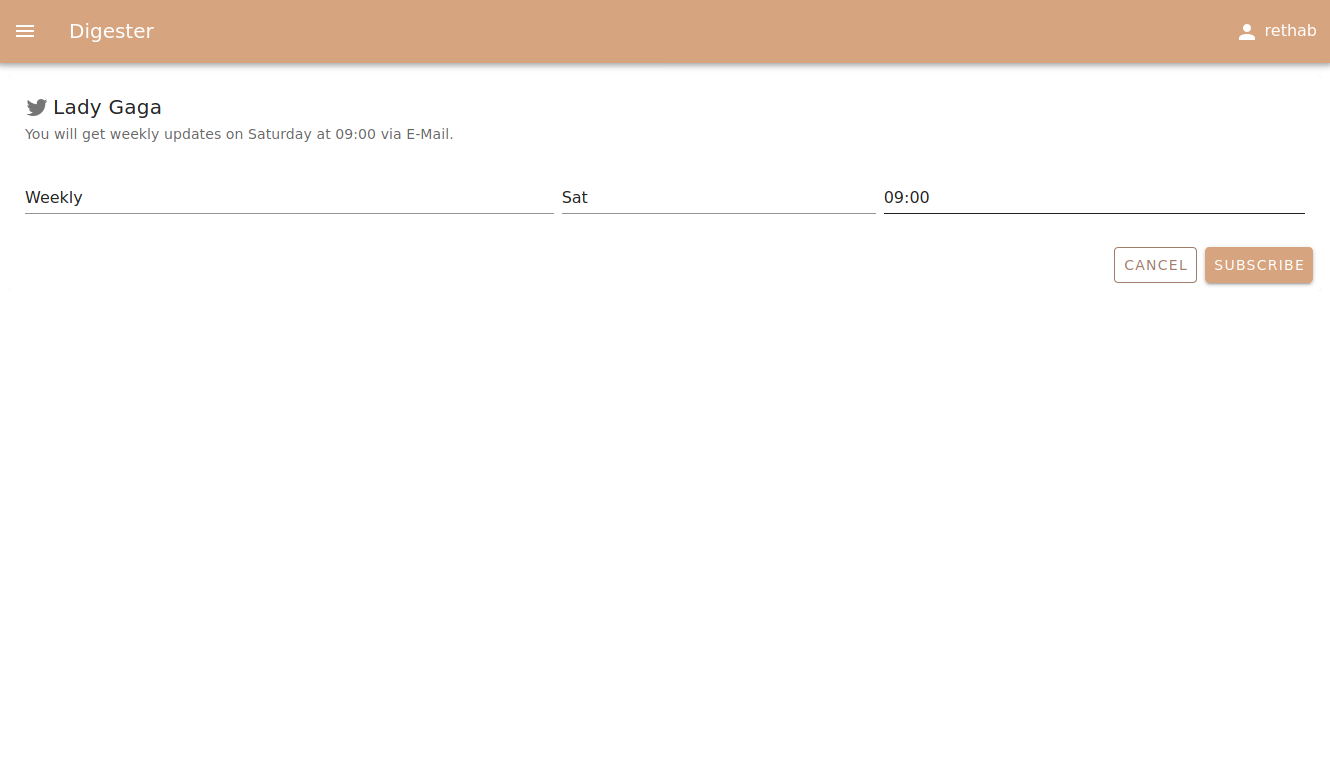 Digester
rethab
Lady Gaga
You will get weekly updates on Saturday at 09:00 via E-Mail.
Weekly
Sat
09:00
CANCEL
SUBSCRIBE